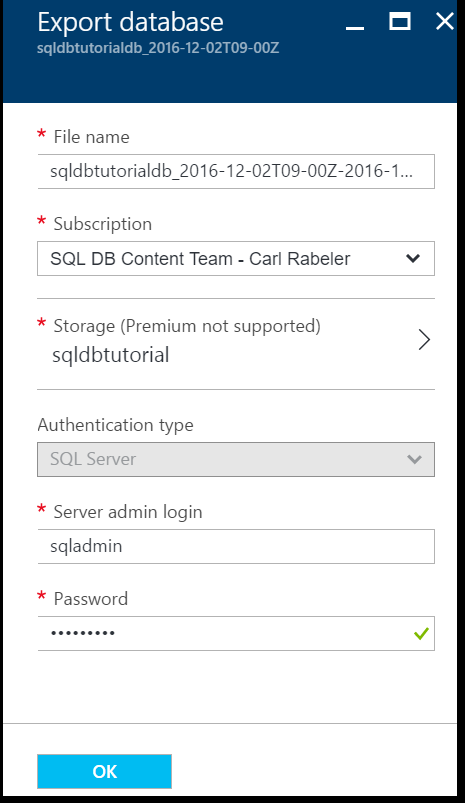 Export database
sqldbtutorialdb_2016-12-02T09-00Z
* File name
sqldbtutorialdb_2016-12-02T09-00Z-2016-1...
* Subscription
SQL DB Content Team - Carl Rabeler
* Storage (Premium not supported)
sqldbtutorial
Authentication type
SQL Server
* Server admin login
sqladmin
* Password
•••••••••
OK